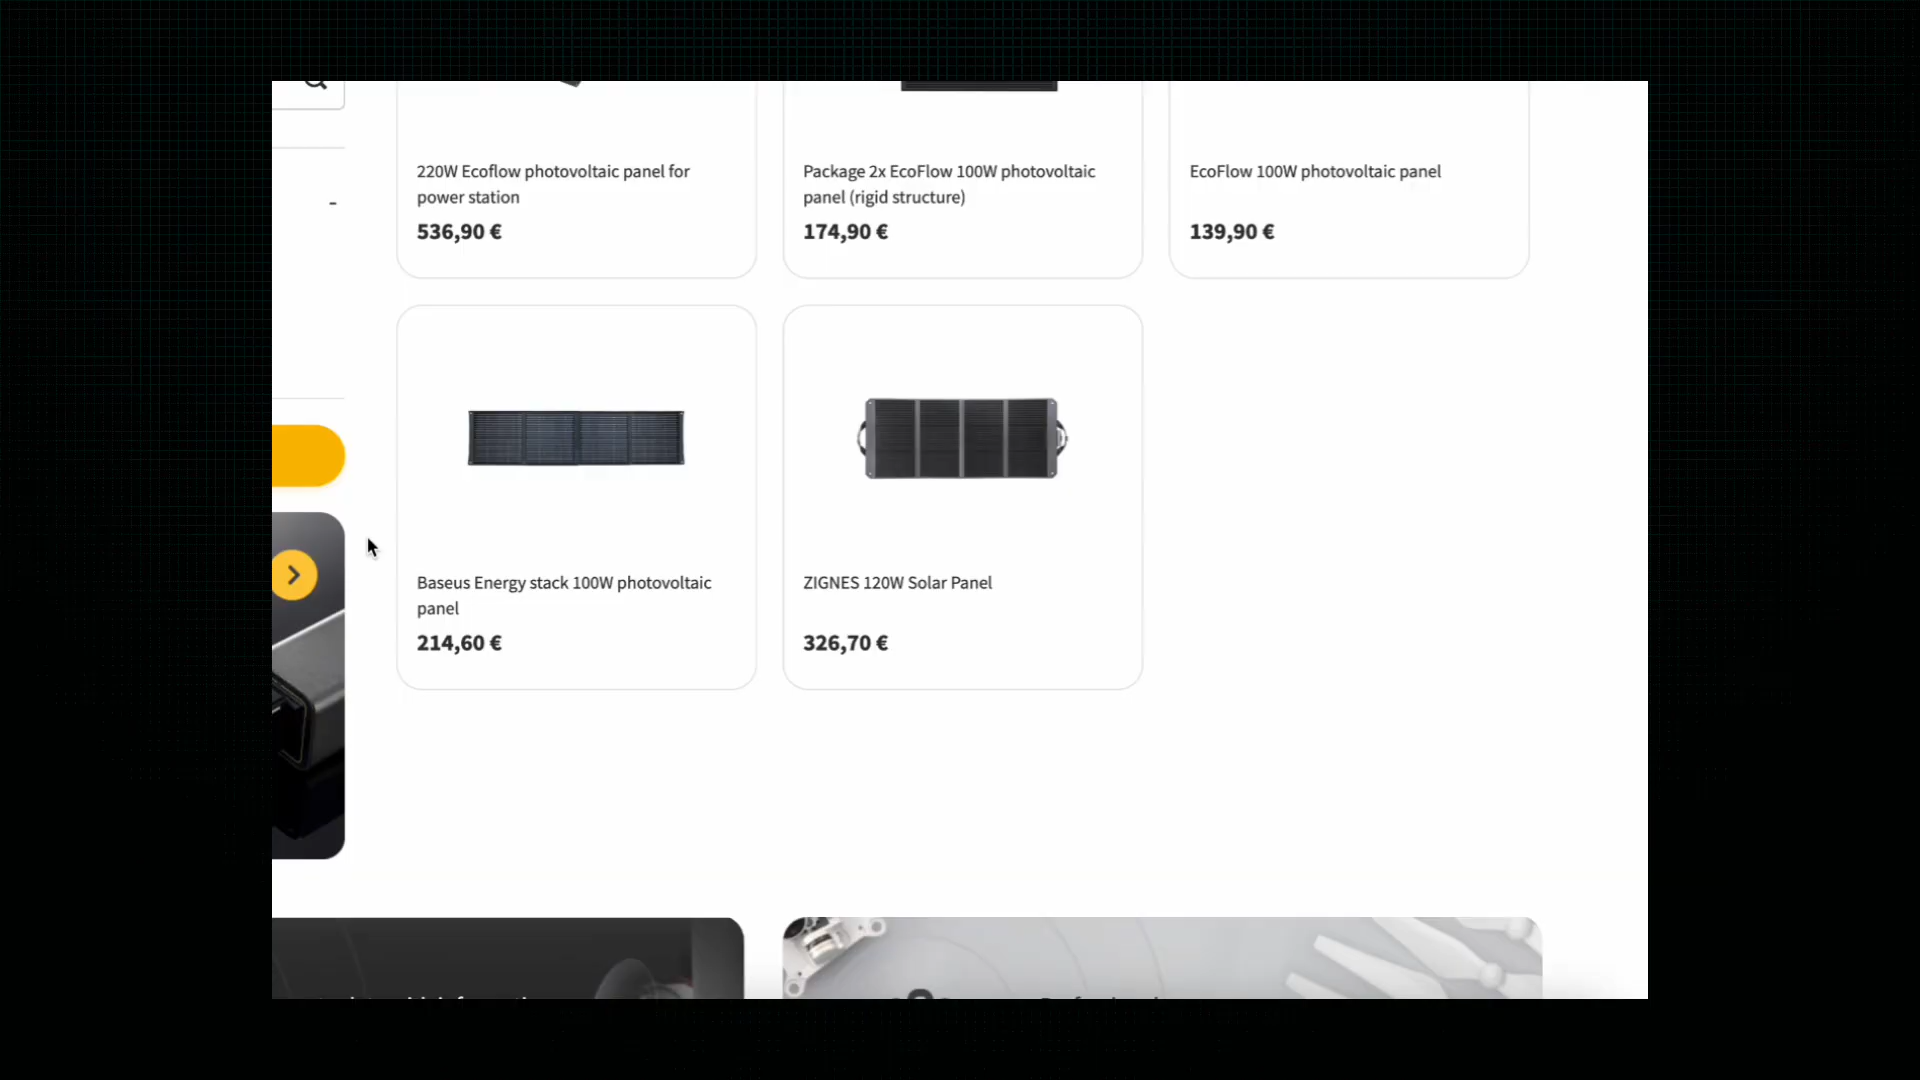 220W Ecoflow photovoltaic panel for
power station
536,90 €
Package 2x EcoFlow 100W photovoltaic
panel (rigid structure)
174,90 €
EcoFlow 100W photovoltaic panel
139,90 €
-
Baseus Energy stack 100W photovoltaic
panel
214,60 €
ZIGNES 120W Solar Panel
326,70 €